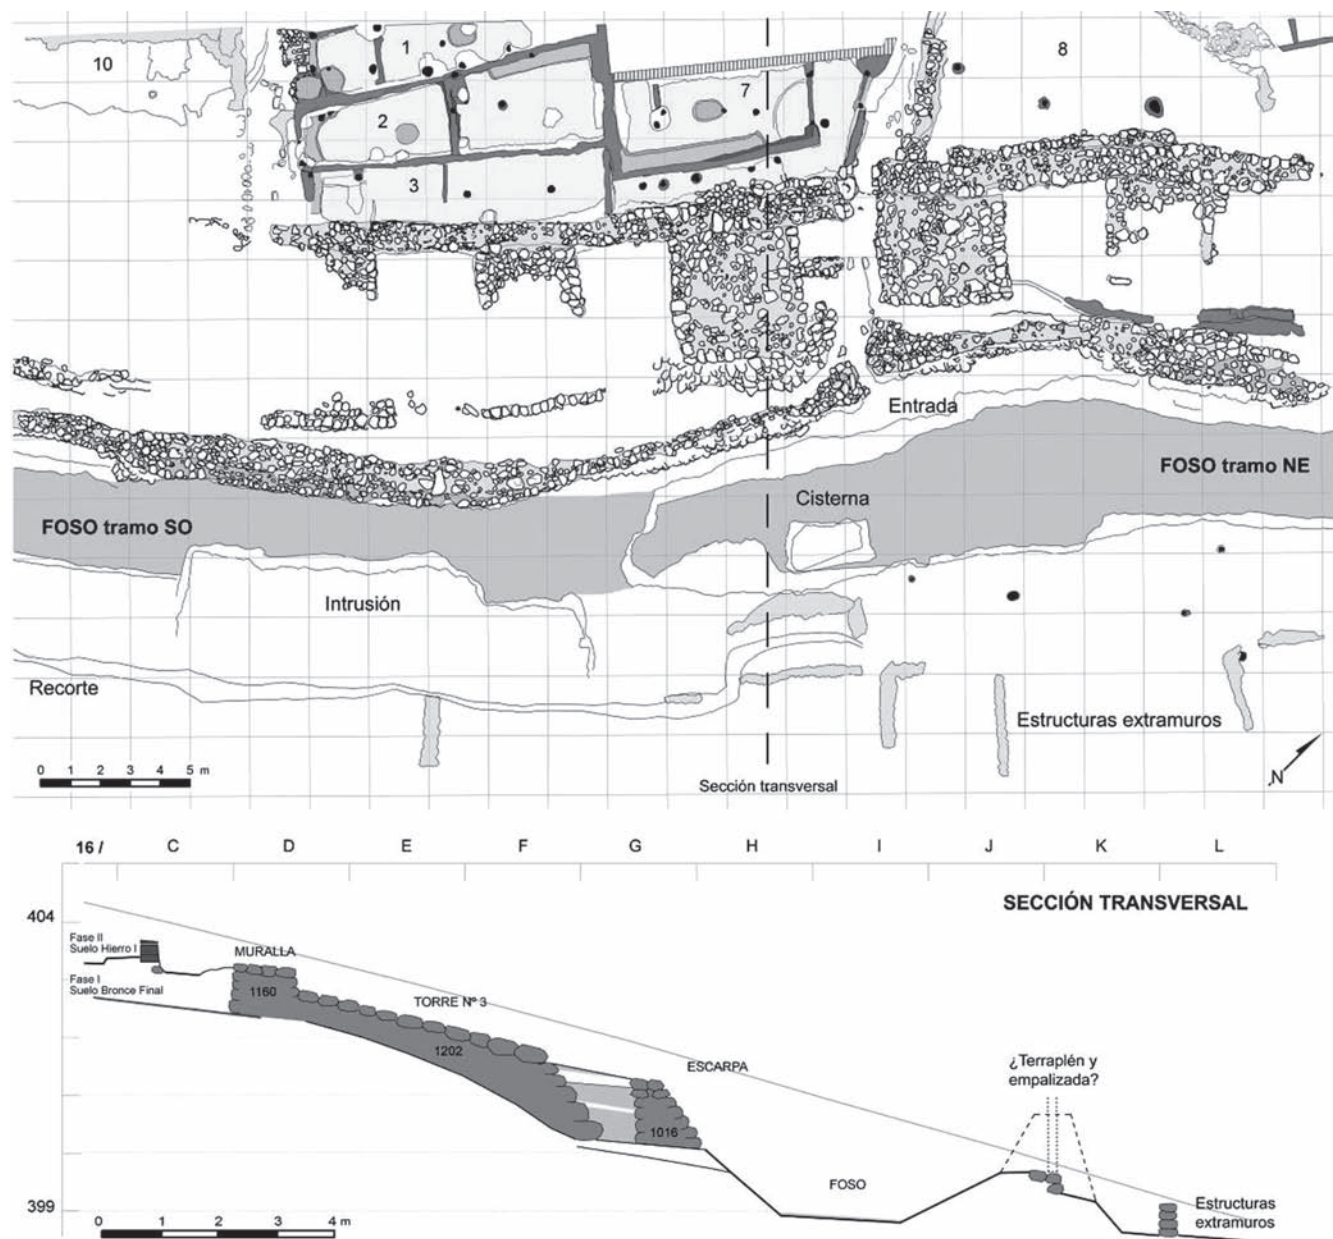 10
1
7
8
2
3
Entrada
FOSO tramo NE
Cisterna
FOSO tramo SO
Intrusión
Recorte
Estructuras extramuros
0 1 2 3 4 5 m
Sección transversal
N
16 / C D E F G H I J K L
SECCIÓN TRANSVERSAL
404
Fase II
Suelo Hierro I
MURALLA
Fase I
Suelo Bronce Final
1160
TORRE Nº 3
1202
ESCARPA
¿Terraplén y
empalizada?
1016
FOSO
399
Estructuras
extramuros
0 1 2 3 4 m